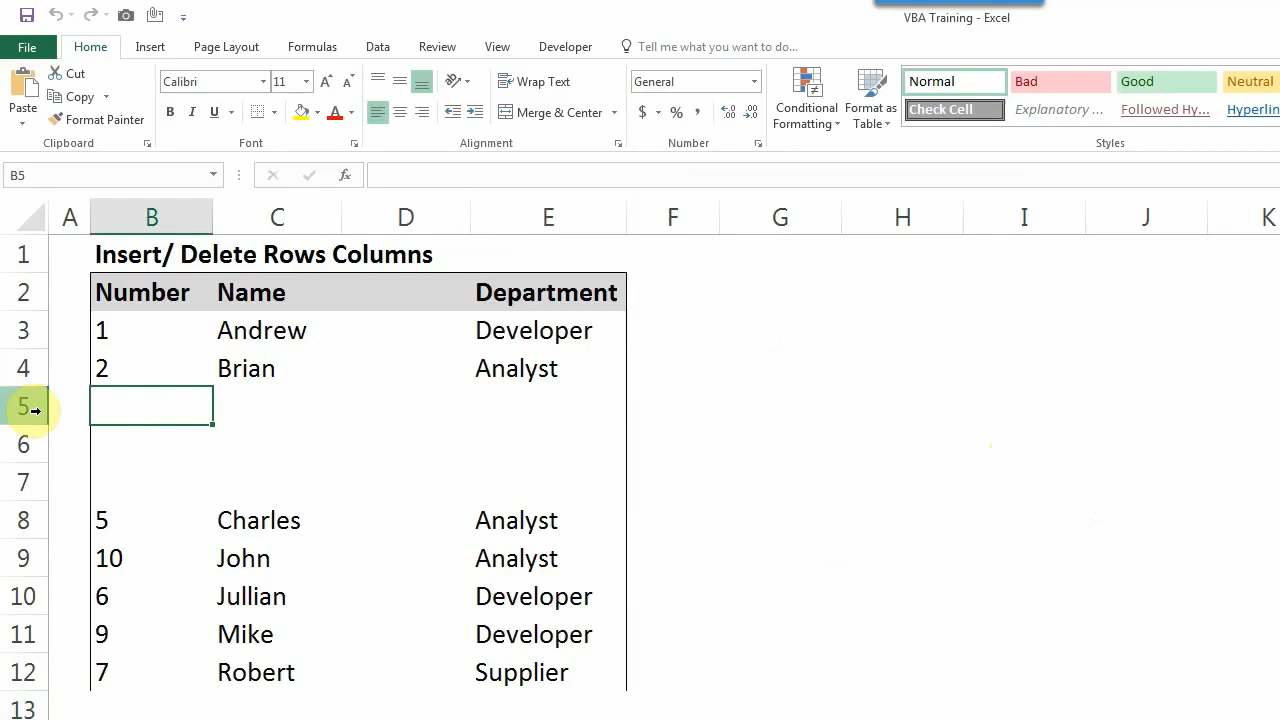 VBA Training - Excel
File Home Insert Page Layout Formulas Data Review View Developer Tell me what you want to do...
Paste
Cut
Copy
Format Painter
Clipboard
Calibri 11
B I U
Font
Wrap Text
Merge & Center
Alignment
General
$ % ,
Number
Conditional Formatting
Format as Table
Normal Bad Good Neutral
Check Cell Explanatory ... Followed Hy... Hyperlin
Styles
B5 fx
A B C D E F G H I J K
1 Insert/ Delete Rows Columns
2 Number Name Department
3 1 Andrew Developer
4 2 Brian Analyst
5
6
7
8 5 Charles Analyst
9 10 John Analyst
10 6 Jullian Developer
11 9 Mike Developer
12 7 Robert Supplier
13